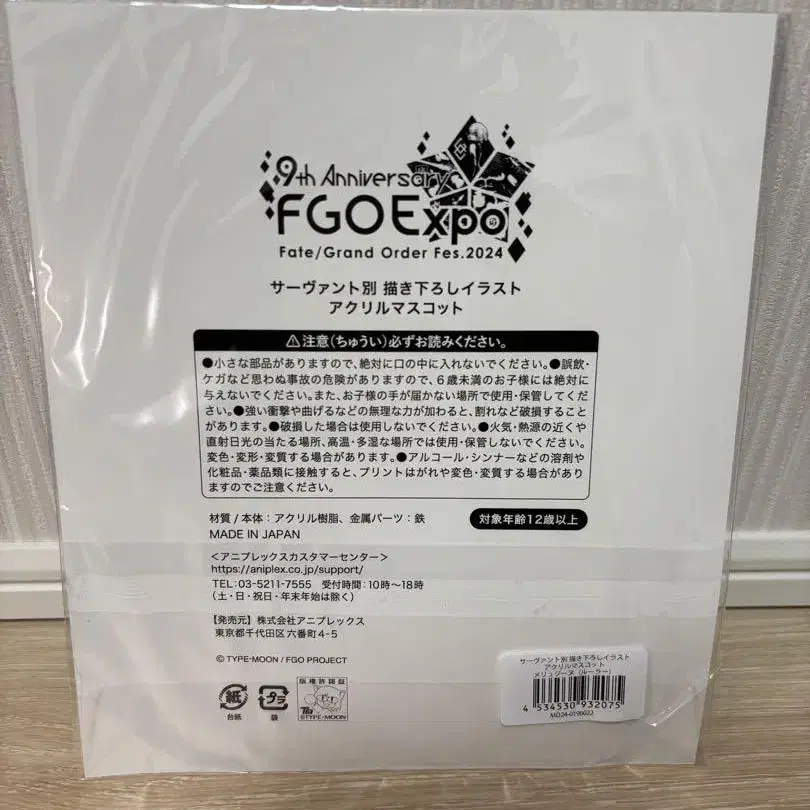 9th Anniversary
FGO Expo
Fate/Grand Order Fes.2024
サーヴァント別 描き下ろしイラスト
アクリルマスコット
⚠注意(ちゅうい)必ずお読みください。
●小さな部品がありますので、絶対に口の中に入れないでください。●誤飲・
ケガなど思わぬ事故の危険がありますので、6歳未満のお子様には絶対に
与えないでください。また、お子様の手が届かない場所で使用・保管してくだ
さい。●強い衝撃や曲げるなどの無理な力が加わると、割れなど破損すること
があります。●破損した場合は使用しないでください。●火気・熱源の近くや
直射日光の当たる場所、高温・多湿な場所では使用・保管しないでください。
変色・変形・変質する場合があります。●アルコール・シンナーなどの溶剤や
化粧品・薬品類に接触すると、プリントはがれや変色・変質する場合があり
ますのでご注意ください。
材質/本体:アクリル樹脂、金属パーツ:鉄
対象年齢12歳以上
MADE IN JAPAN
<アニプレックスカスタマーセンター>
https://aniplex.co.jp/support/
TEL:03-5211-7555 受付時間:10時~18時
(土・日・祝日・年末年始は除く)
【発売元】株式会社アニプレックス
東京都千代田区六番町4-5
© TYPE-MOON / FGO PROJECT
紙
台紙
プラ
袋
版権許諾証
©TYPE-MOON
サーヴァント別 描き下ろしイラスト
アクリルマスコット
メリュジーヌ(ルーラー)
4 534530 932075